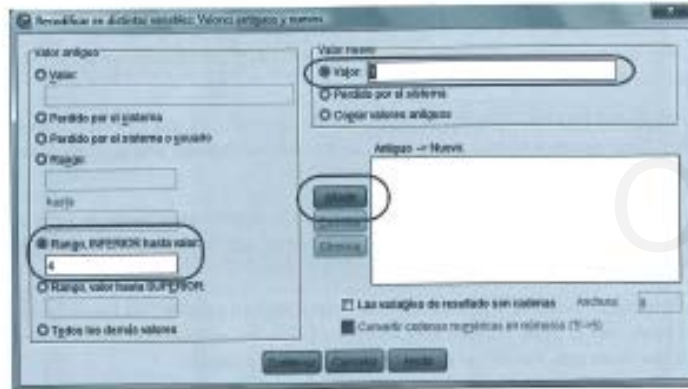 Recodificar en distintas variables: Valores antiguos y nuevos
Valor antiguo
Valor:
Perdido por el sistema
Perdido por el sistema o usuario
Rango:
hasta
Rango, INFERIOR hasta valor:
4
Rango, valor hasta SUPERIOR:
Todos los demás valores
Valor nuevo
Valor: 1
Perdido por el sistema
Copiar valores antiguos
Antiguo --> Nuevo:
Añadir
Cambiar
Eliminar
Las variables de resultado son cadenas Anchura: 8
Convertir cadenas numéricas en números ('5'->5)
Continuar Cancelar Ayuda